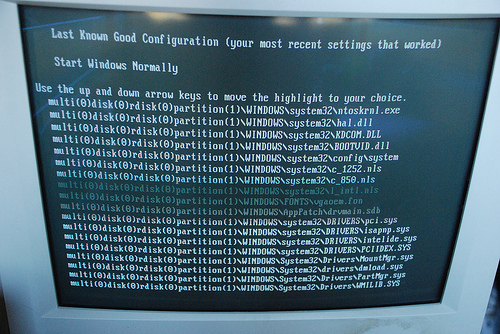 Last Known Good Configuration (your most recent settings that worked)
Start Windows Normally
Use the up and down arrow keys to move the highlight to your choice.
multi(0)disk(0)rdisk(0)partition(1)\WINDOWS\system32\ntoskrnl.exe
multi(0)disk(0)rdisk(0)partition(1)\WINDOWS\system32\hal.dll
multi(0)disk(0)rdisk(0)partition(1)\WINDOWS\system32\KDCOM.DLL
multi(0)disk(0)rdisk(0)partition(1)\WINDOWS\system32\BOOTVID.dll
multi(0)disk(0)rdisk(0)partition(1)\WINDOWS\system32\config\system
multi(0)disk(0)rdisk(0)partition(1)\WINDOWS\system32\c_1252.nls
multi(0)disk(0)rdisk(0)partition(1)\WINDOWS\system32\c_850.nls
multi(0)disk(0)rdisk(0)partition(1)\WINDOWS\system32\l_intl.nls
multi(0)disk(0)rdisk(0)partition(1)\WINDOWS\FONTS\vgaoem.fon
multi(0)disk(0)rdisk(0)partition(1)\WINDOWS\AppPatch\drvmain.sdb
multi(0)disk(0)rdisk(0)partition(1)\WINDOWS\system32\DRIVERS\pci.sys
multi(0)disk(0)rdisk(0)partition(1)\WINDOWS\system32\DRIVERS\isapnp.sys
multi(0)disk(0)rdisk(0)partition(1)\WINDOWS\system32\DRIVERS\intelide.sys
multi(0)disk(0)rdisk(0)partition(1)\WINDOWS\system32\DRIVERS\PCIIDEX.SYS
multi(0)disk(0)rdisk(0)partition(1)\WINDOWS\System32\Drivers\MountMgr.sys
multi(0)disk(0)rdisk(0)partition(1)\WINDOWS\System32\drivers\dmload.sys
multi(0)disk(0)rdisk(0)partition(1)\WINDOWS\System32\Drivers\PartMgr.sys
multi(0)disk(0)rdisk(0)partition(1)\WINDOWS\System32\Drivers\WMILIB.SYS